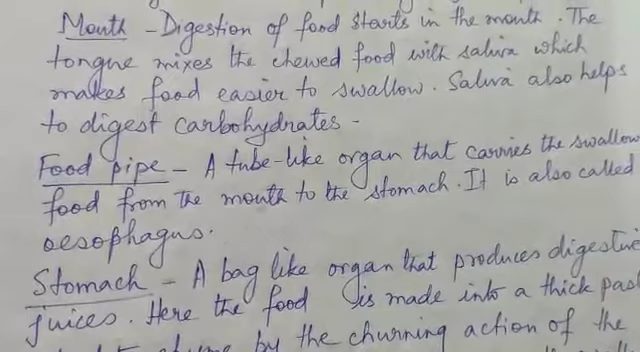 Mouth - Digestion of food starts in the mouth. The
tongue mixes the chewed food with saliva which
makes food easier to swallow. Saliva also helps
to digest carbohydrates -
Food pipe - A tube-like organ that carries the swallow
food from the mouth to the stomach. It is also called
oesophagus.
Stomach - A bag like organ that produces digestive
juices. Here the food is made into a thick past
by the churning action of the